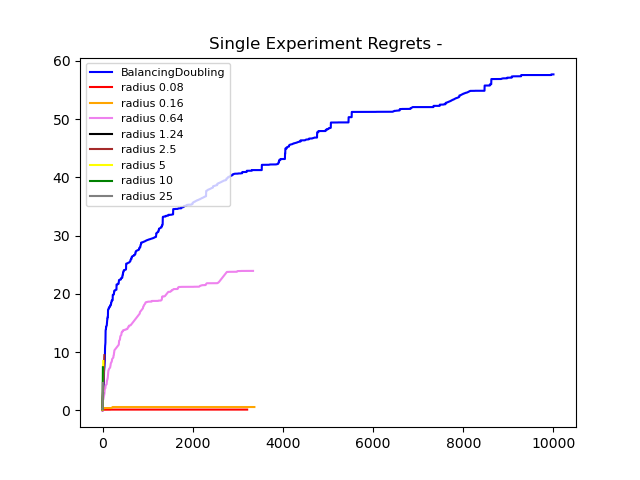 Single Experiment Regrets -
60
50
40
30
20
10
0
BalancingDoubling
radius 0.08
radius 0.16
radius 0.64
radius 1.24
radius 2.5
radius 5
radius 10
radius 25
0 2000 4000 6000 8000 10000